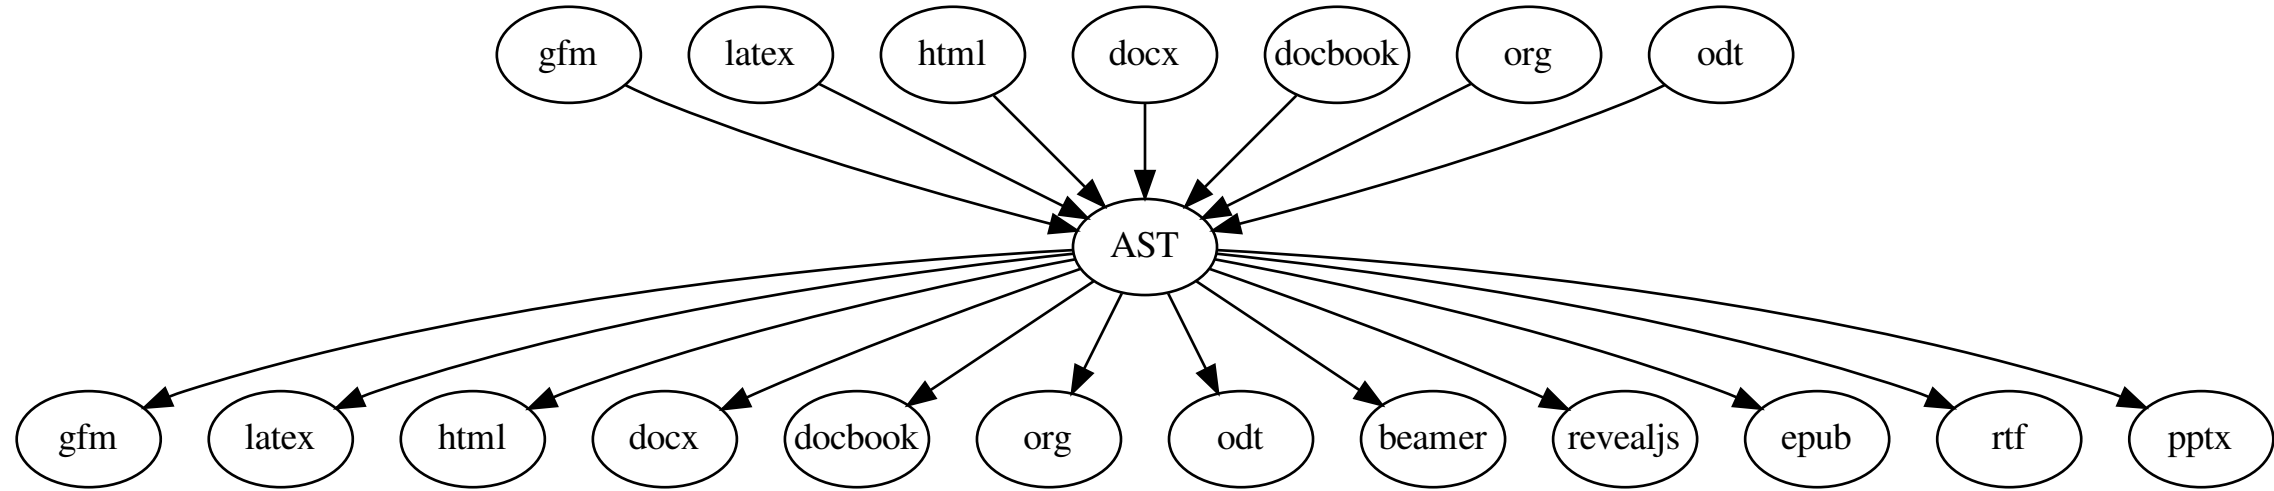 gfm latex html docx docbook org odt
AST
gfm latex html docx docbook org odt beamer revealjs epub rtf pptx